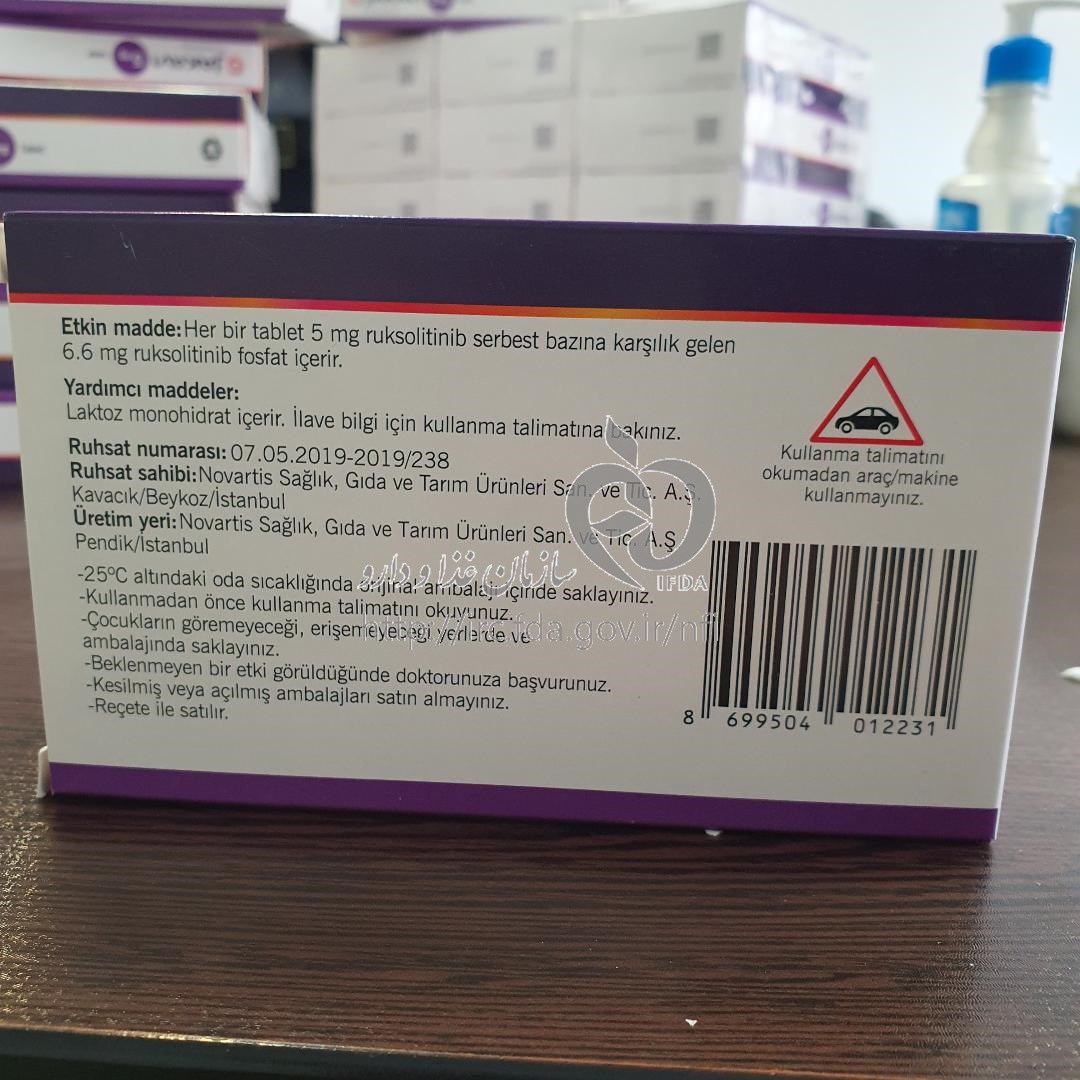 Etkin madde:Her bir tablet 5 mg ruksolitinib serbest bazına karşılık gelen
6.6 mg ruksolitinib fosfat içerir.
Yardımcı maddeler:
Laktoz monohidrat içerir. İlave bilgi için kullanma talimatına bakınız.
Ruhsat numarası: 07.05.2019-2019/238
Ruhsat sahibi:Novartis Sağlık, Gıda ve Tarım Ürünleri San. ve Tic. A.Ş.
Kavacık/Beykoz/İstanbul
Üretim yeri:Novartis Sağlık, Gıda ve Tarım Ürünleri San. ve Tic. A.Ş
Pendik/İstanbul
-25ºC altındaki oda sıcaklığında orijinal ambalajı içinde saklayınız.
-Kullanmadan önce kullanma talimatını okuyunuz.
-Çocukların göremeyeceği, erişemeyeceği yerlerde ve
ambalajında saklayınız.
-Beklenmeyen bir etki görüldüğünde doktorunuza başvurunuz.
-Kesilmiş veya açılmış ambalajları satın almayınız.
-Reçete ile satılır.
Kullanma talimatını
okumadan araç/makine
kullanmayınız.
8 699504 012231
IFDA
سازمان غذا و دارو
http://irc.fda.gov.ir/nfi